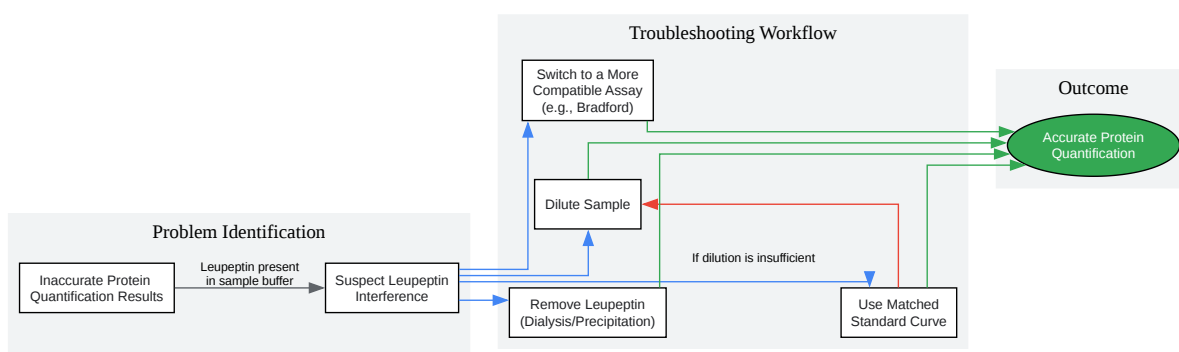 Troubleshooting Workflow
Switch to a More
Compatible Assay
(e.g., Bradford)
Outcome
Accurate Protein
Quantification
Dilute Sample
Problem Identification
Inaccurate Protein
Quantification Results
Leupeptin present
in sample buffer
Suspect Leupeptin
Interference
If dilution is insufficient
Remove Leupeptin
(Dialysis/Precipitation)
Use Matched
Standard Curve